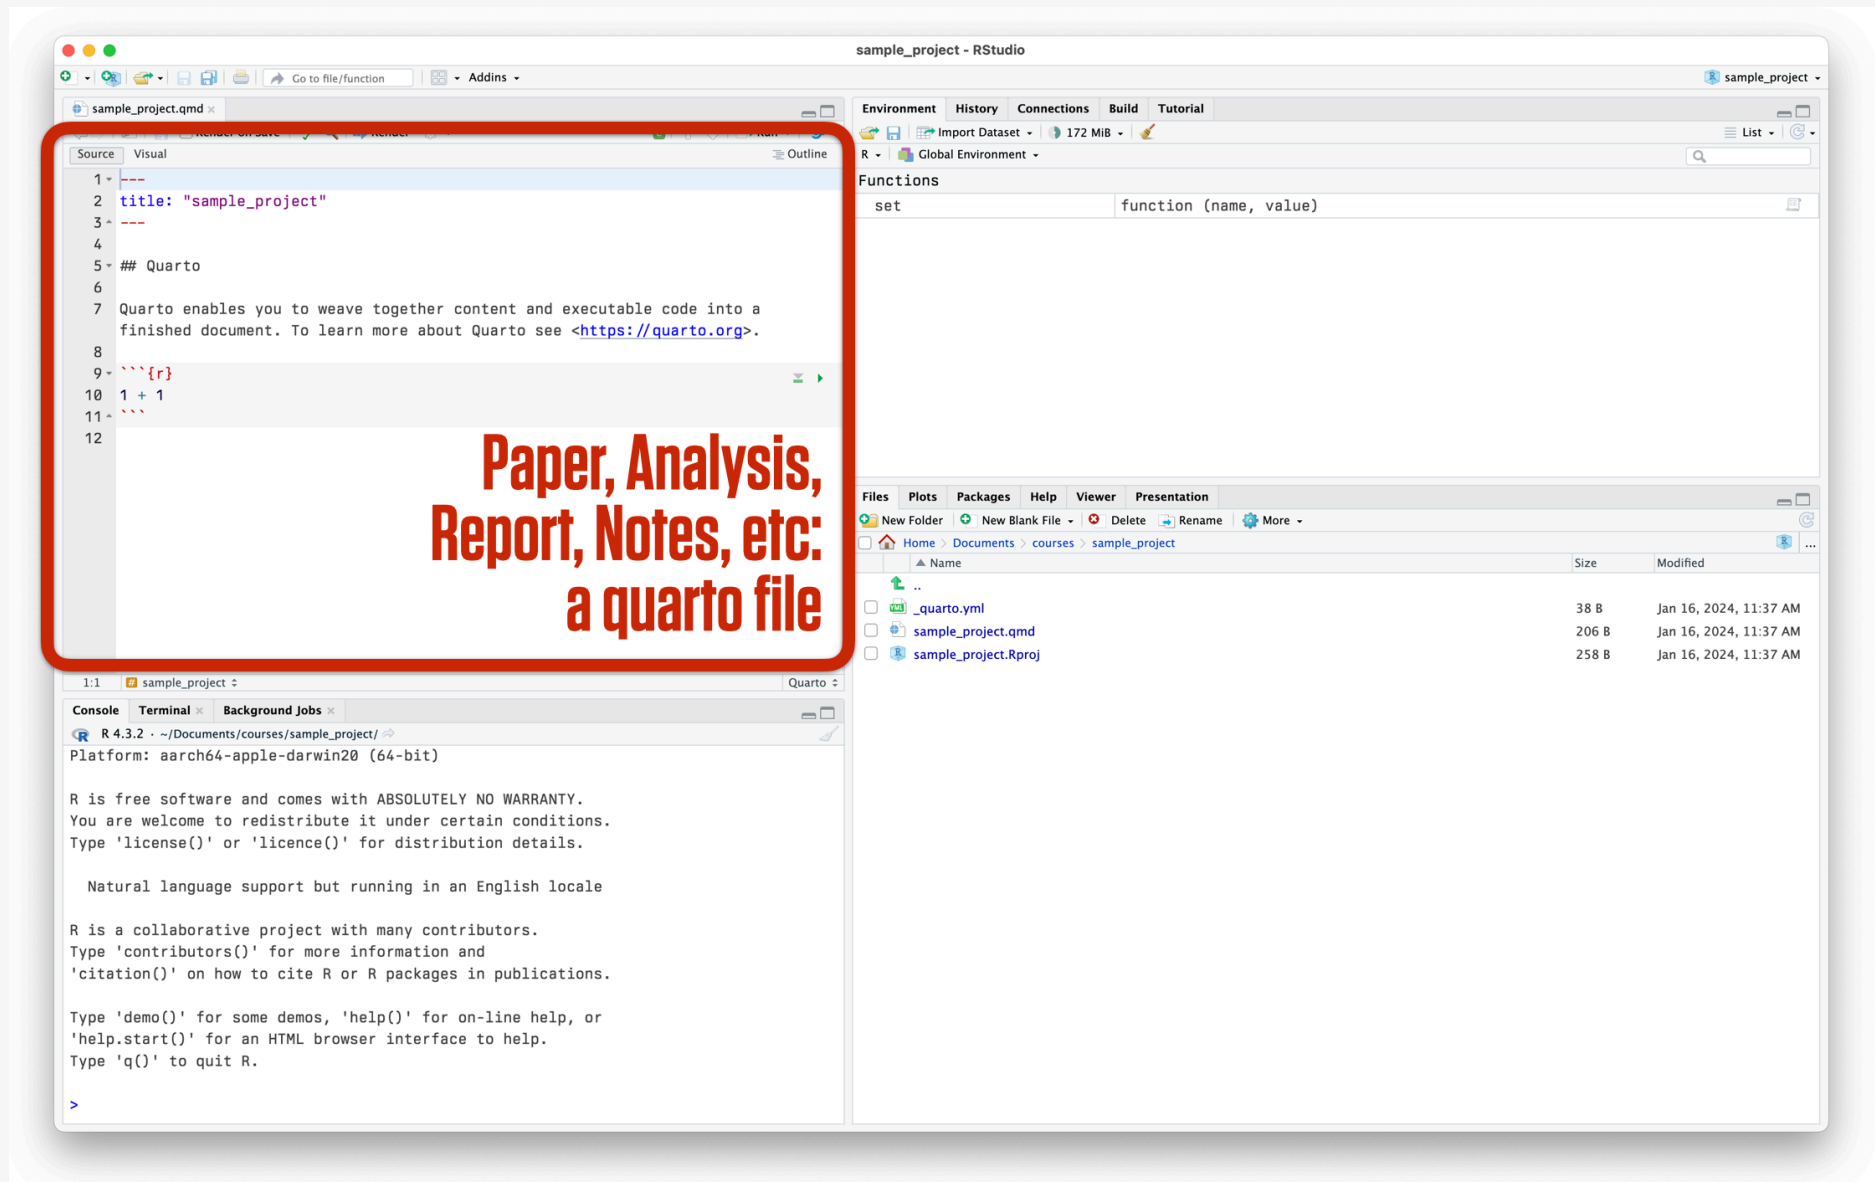 sample_project - RStudio
Go to file/function
Addins
sample_project
sample_project.qmd
Render on Save
Render
Run
Source Visual
Outline
1 ---
2 title: "sample_project"
3 ---
4
5 ## Quarto
6
7 Quarto enables you to weave together content and executable code into a
finished document. To learn more about Quarto see <https://quarto.org>.
8
9 ```{r}
10 1 + 1
11 ```
12
Paper, Analysis,
Report, Notes, etc:
a quarto file
1:1 # sample_project
Quarto
Console Terminal Background Jobs
R 4.3.2 · ~/Documents/courses/sample_project/
Platform: aarch64-apple-darwin20 (64-bit)
R is free software and comes with ABSOLUTELY NO WARRANTY.
You are welcome to redistribute it under certain conditions.
Type 'license()' or 'licence()' for distribution details.
Natural language support but running in an English locale
R is a collaborative project with many contributors.
Type 'contributors()' for more information and
'citation()' on how to cite R or R packages in publications.
Type 'demo()' for some demos, 'help()' for on-line help, or
'help.start()' for an HTML browser interface to help.
Type 'q()' to quit R.
>
Environment History Connections Build Tutorial
Import Dataset 172 MiB
List
R Global Environment
Functions
set function (name, value)
Files Plots Packages Help Viewer Presentation
New Folder New Blank File Delete Rename More
Home > Documents > courses > sample_project
...
Name Size Modified
..
_quarto.yml 38 B Jan 16, 2024, 11:37 AM
sample_project.qmd 206 B Jan 16, 2024, 11:37 AM
sample_project.Rproj 258 B Jan 16, 2024, 11:37 AM